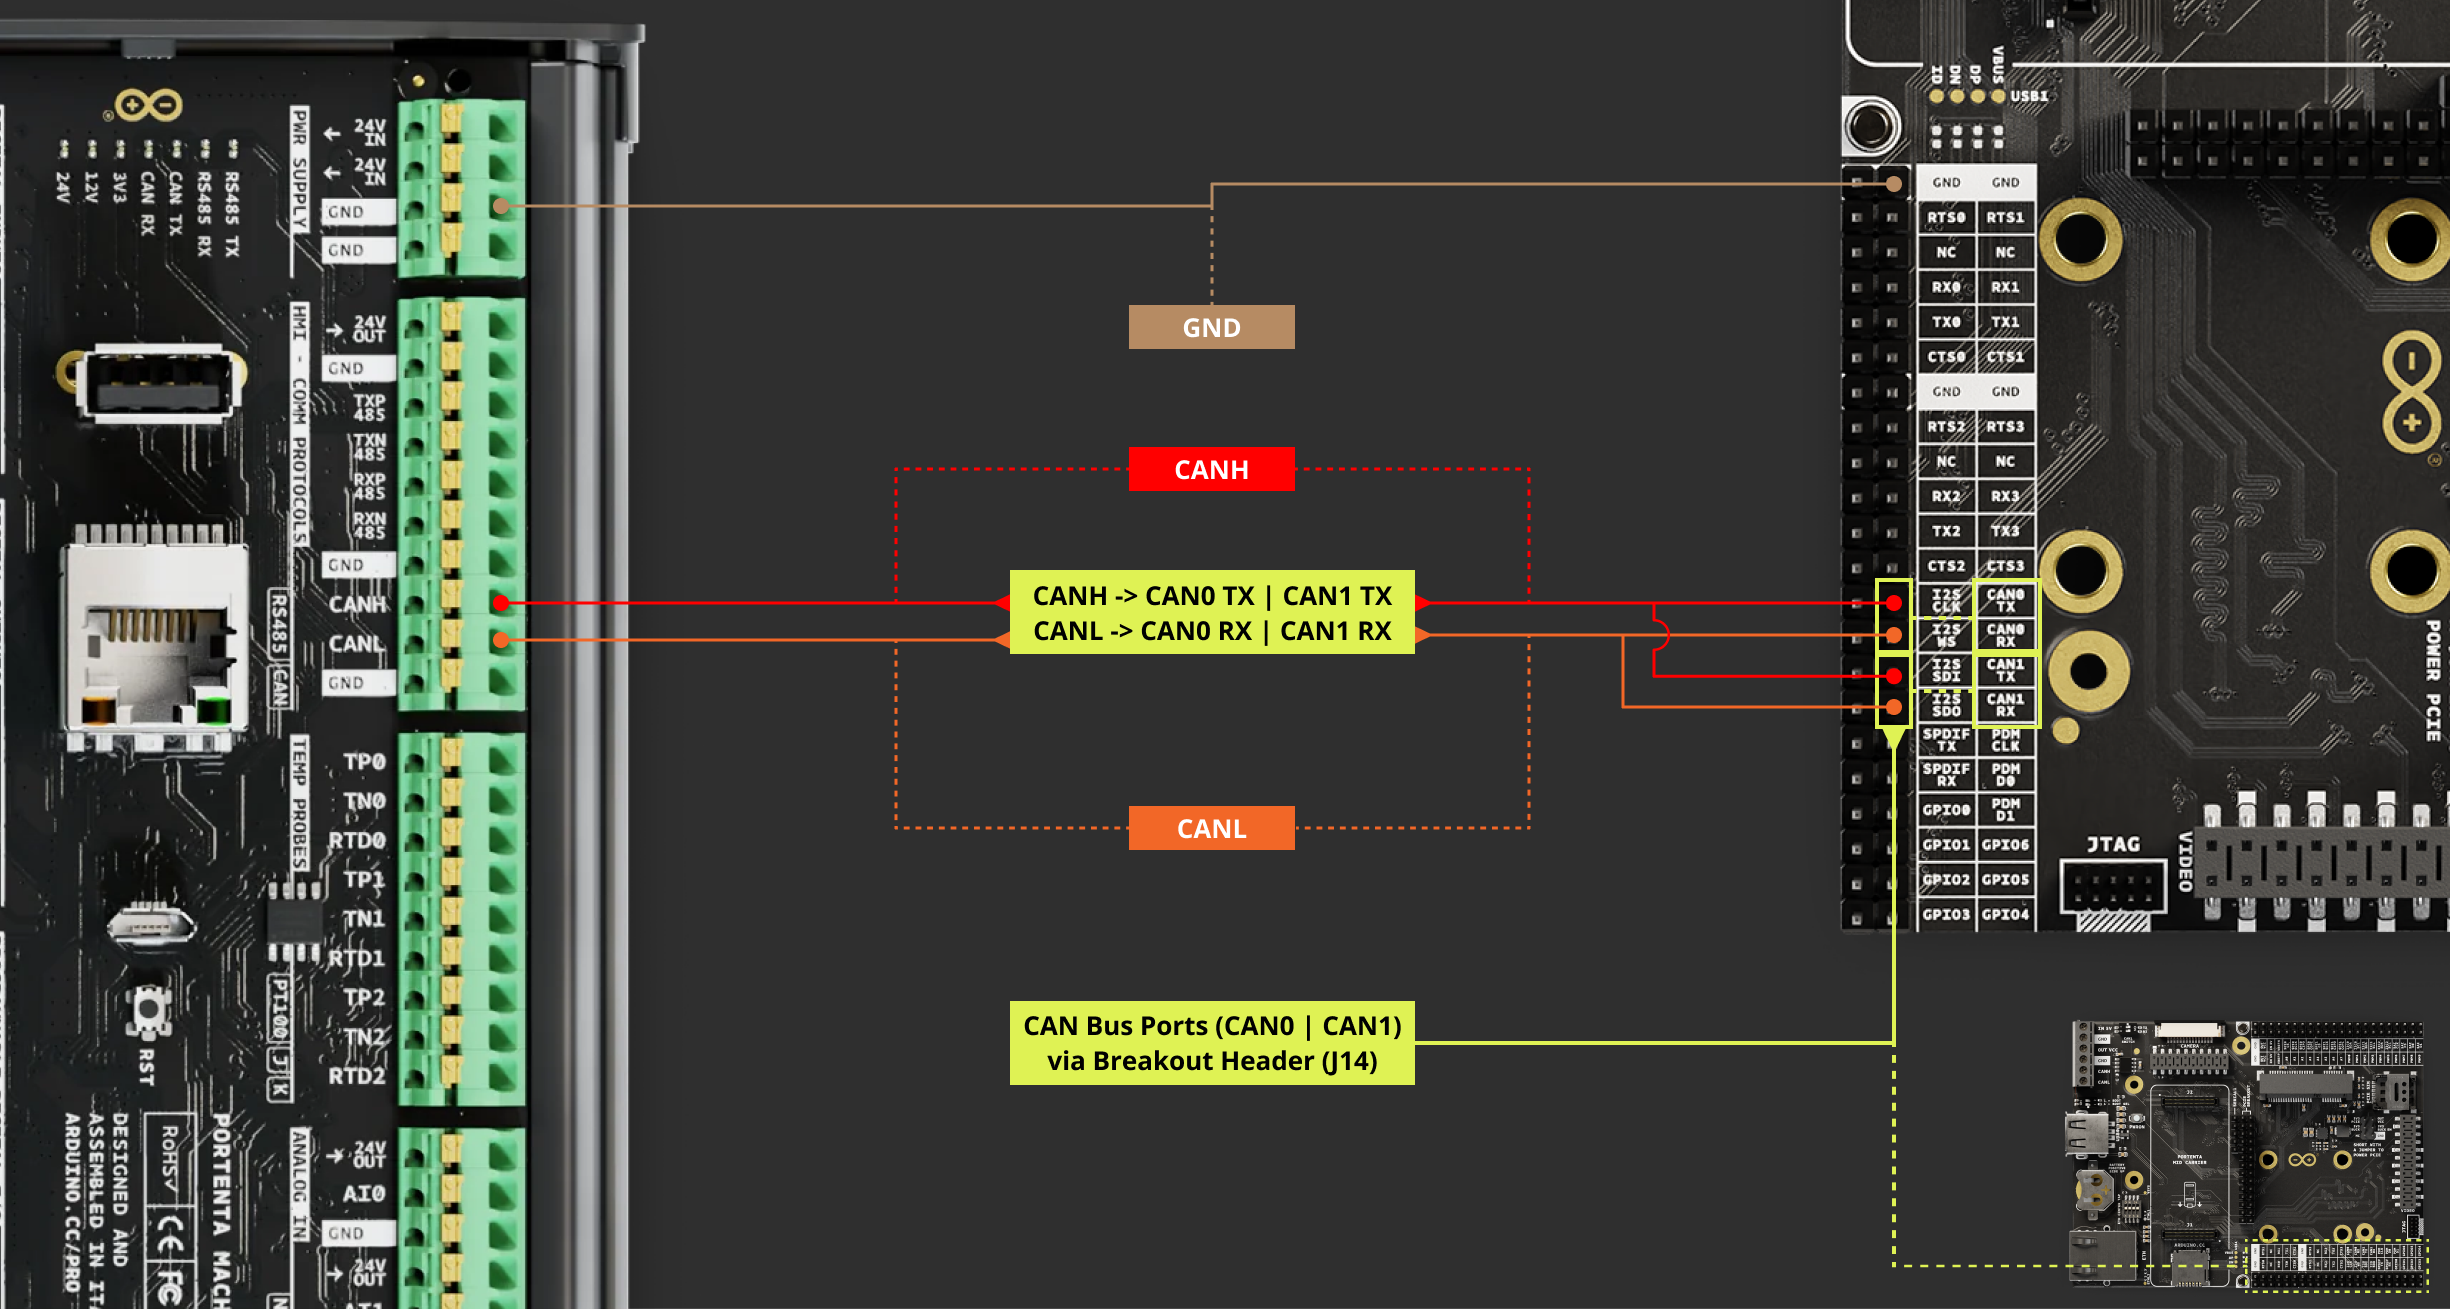 24V
12V
3V3
CAN RX
CAN TX
RS485 RX
RS485 TX
PWR SUPPLY
← 24V IN
← 24V IN
GND
GND
HMI - COMM PROTOCOLS
→ 24V OUT
GND
TXP 485
TXN 485
RXP 485
RXN 485
GND
CANH
CANL
GND
RS485
CAN
TEMP PROBES
TP0
TN0
RTD0
TP1
TN1
RTD1
TP2
TN2
RTD2
PT100
J
K
RST
ANALOG IN
→ 24V OUT
AI0
GND
→ 24V OUT
DESIGNED AND
ASSEMBLED IN ITA
ARDUINO.CC/PRO
RoHS
CE
FC
PORTENTA MACH
GND
CANH
CANH -> CAN0 TX | CAN1 TX
CANL -> CAN0 RX | CAN1 RX
CANL
CAN Bus Ports (CAN0 | CAN1)
via Breakout Header (J14)
ID
DN
DP
VBUS
USB1
GND GND
RTS0 RTS1
NC NC
RX0 RX1
TX0 TX1
CTS0 CTS1
GND GND
RTS2 RTS3
NC NC
RX2 RX3
TX2 TX3
CTS2 CTS3
I2S CLK CAN0 TX
I2S WS CAN0 RX
I2S SDI CAN1 TX
I2S SDO CAN1 RX
SPDIF TX PDM CLK
SPDIF RX PDM D0
GPIO0 PDM D1
GPIO1 GPIO6
GPIO2 GPIO5
GPIO3 GPIO4
JTAG
VIDEO
POWER PCIE
CAMERA
PORTENTA
MID CARRIER